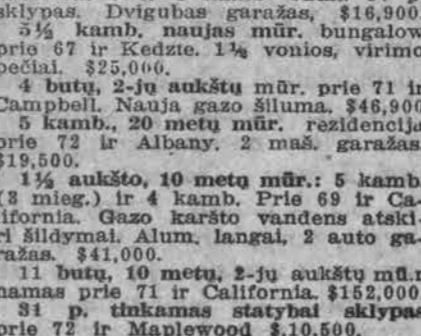 sklypas. Dvigubas garažas, $16,900
5½ kamb. naujas mūr. bungalow
prie 67 ir Kedzie. 1½ vonios, virimo
pečiai. $25,000.
4 butų, 2-jų aukštų mūr. prie 71 ir
Campbell. Nauja gazo šiluma. $46,900
5 kamb., 20 metų mūr. rezidencija
prie 72 ir Albany. 2 maš. garažas.
$19,500.
1½ aukšto, 10 metų mūr.: 5 kamb.
(3 mieg.) ir 4 kamb. Prie 69 ir Ca-
lifornia. Gazo karšto vandens atski-
ri šildymai. Alum. langai, 2 auto ga-
ražas. $41,000.
11 butų, 10 metų, 2-jų aukštų mū.r
namas prie 71 ir California. $152,000
31 p. tinkamas statybai sklypas
prie 72 ir Maplewood $.10,500.